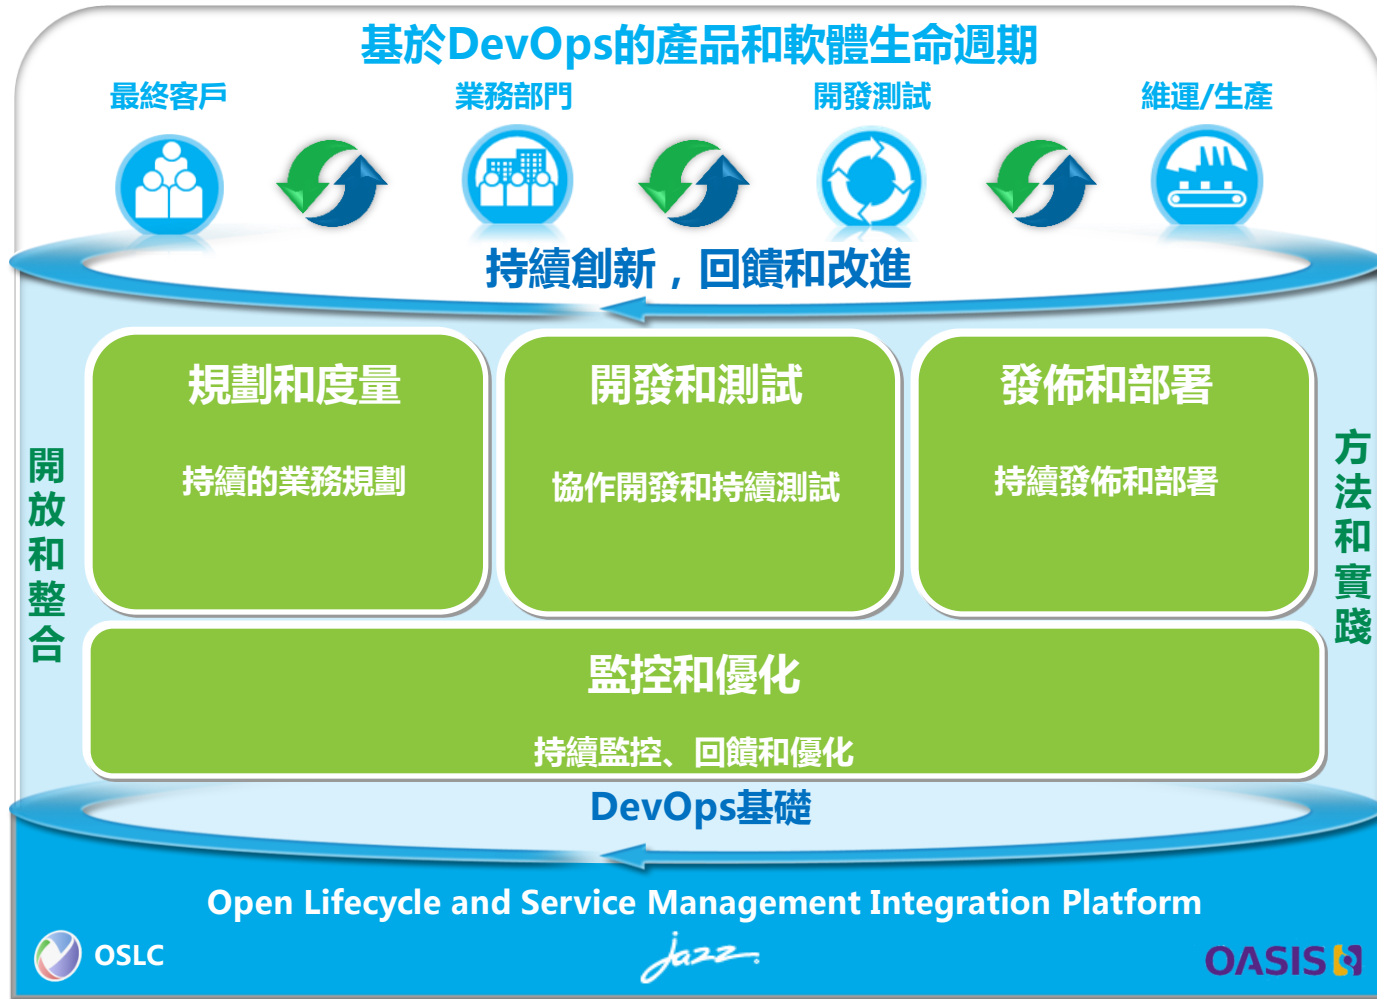 基於DevOps的產品和軟體生命週期
最終客戶
業務部門
開發測試
維運/生產
持續創新，回饋和改進
開放和整合
規劃和度量
持續的業務規劃
開發和測試
協作開發和持續測試
發佈和部署
持續發佈和部署
方法和實踐
監控和優化
持續監控、回饋和優化
DevOps基礎
Open Lifecycle and Service Management Integration Platform
OSLC
jazz
OASIS